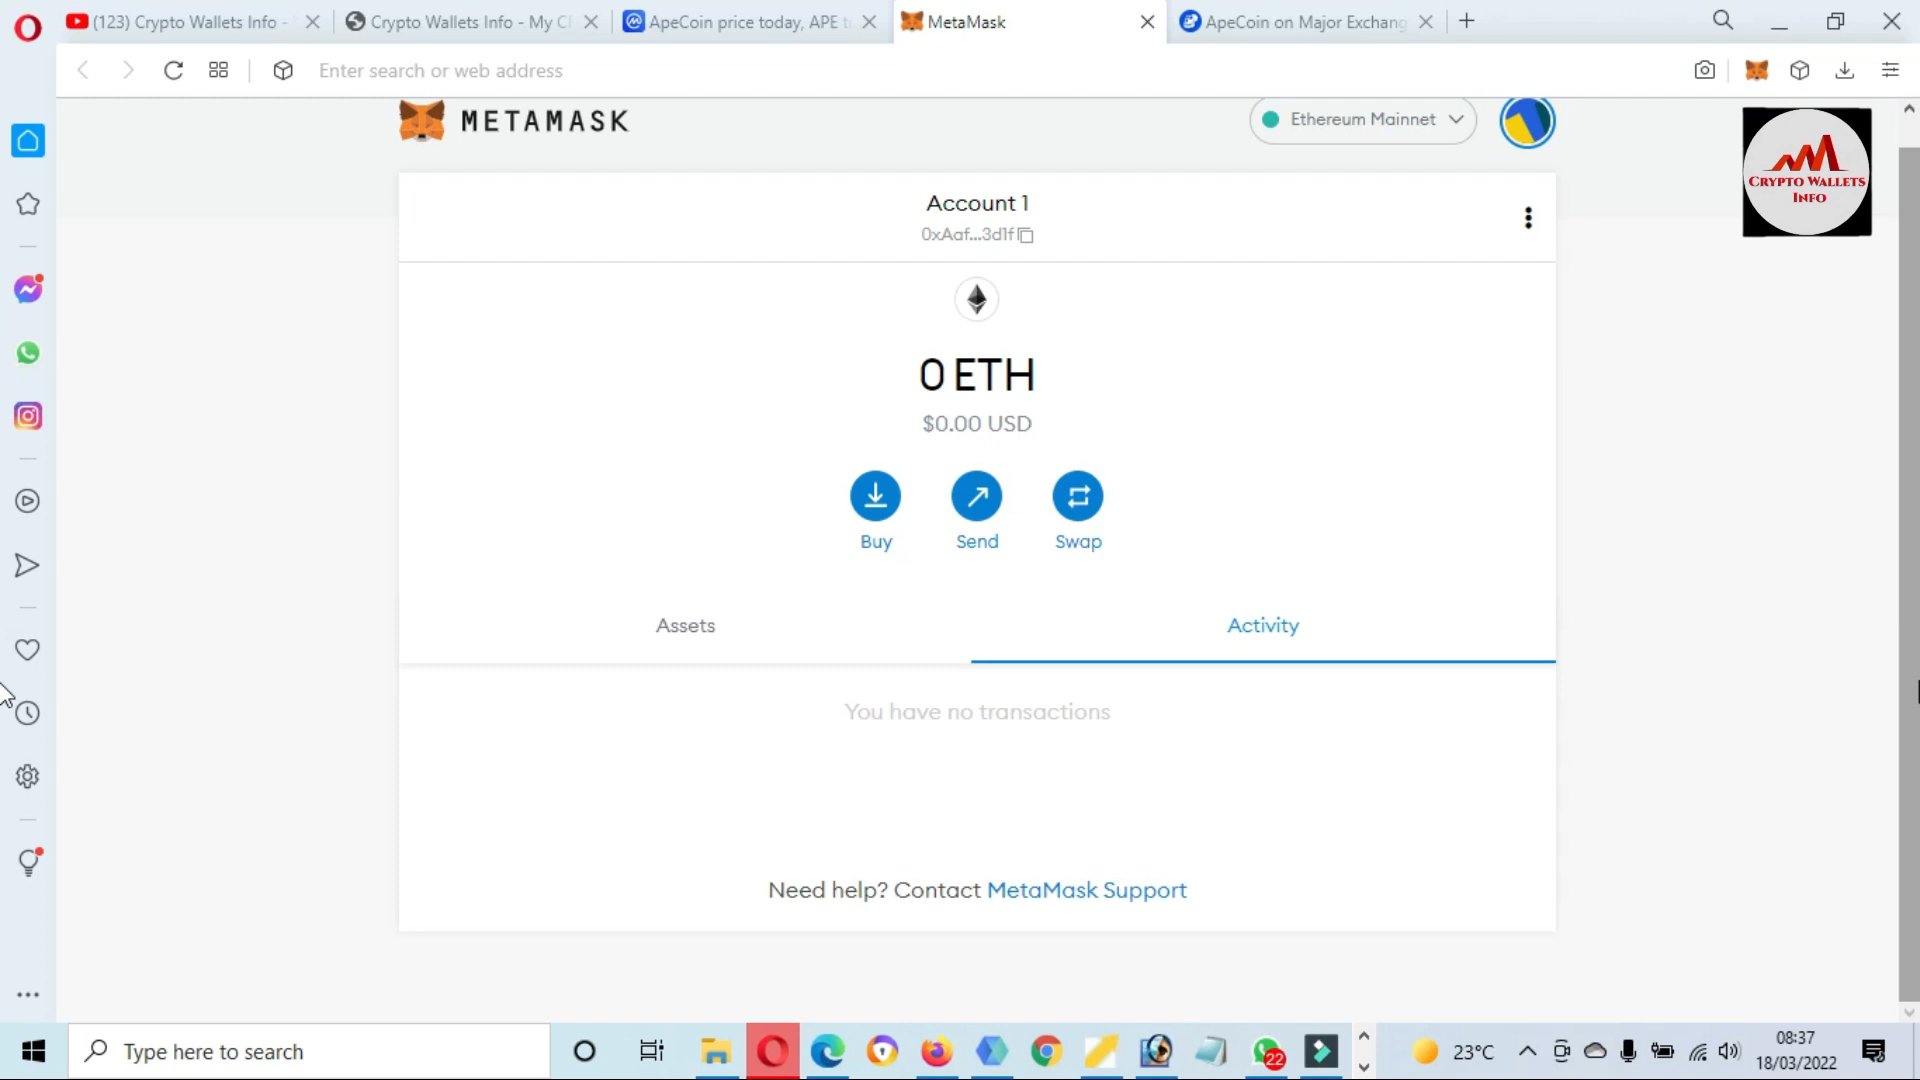 (123) Crypto Wallets Info -
Crypto Wallets Info - My C
ApeCoin price today, APE t
MetaMask
ApeCoin on Major Exchang
Enter search or web address
METAMASK
Ethereum Mainnet
CRYPTO WALLETS
INFO
Account 1
0xAaf...3d1f
0 ETH
$0.00 USD
Buy
Send
Swap
Assets
Activity
You have no transactions
Need help? Contact MetaMask Support
Type here to search
22
23°C
08:37
18/03/2022